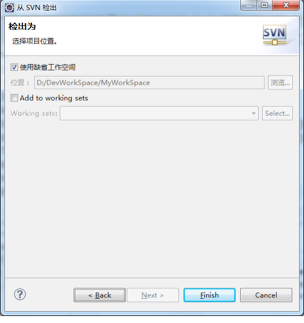 从 SVN 检出
检出为
选择项目位置。
SVN
使用缺省工作空间
位置： D:/DevWorkSpace/MyWorkSpace 浏览...
Add to working sets
Working sets: Select...
?
< Back Next > Finish Cancel